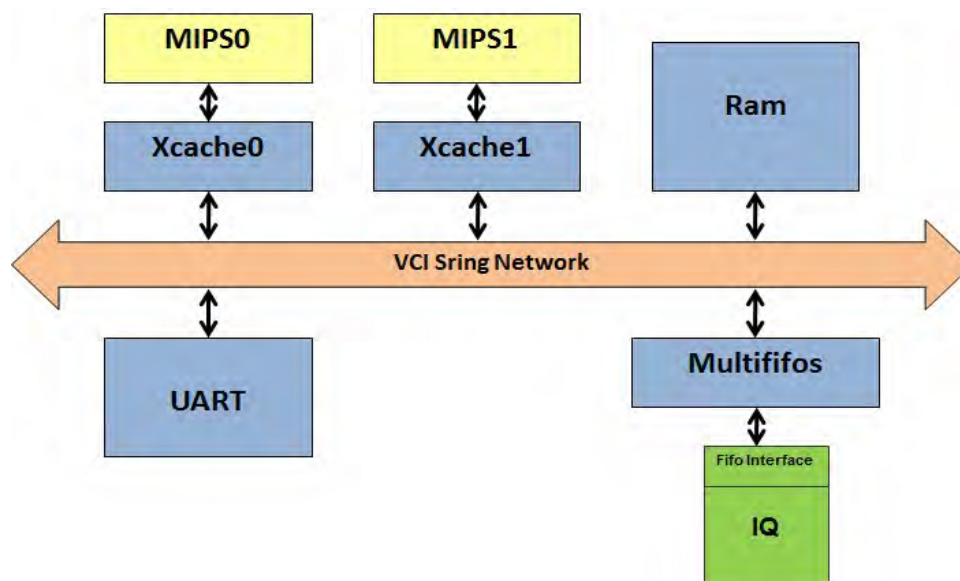 MIPS0
MIPS1
Ram
Xcache0
Xcache1
VCI Sring Network
UART
Multififos
Fifo Interface
IQ